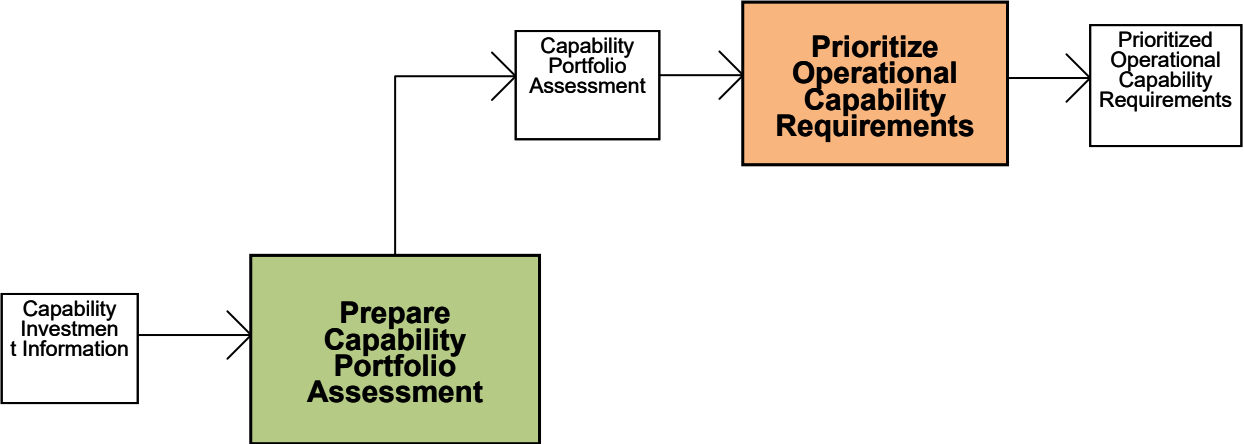 Capability
Portfolio
Assessment
Prioritize
Operational
Capability
Requirements
Prioritized
Operational
Capability
Requirements
Capability
Investmen
t Information
Prepare
Capability
Portfolio
Assessment